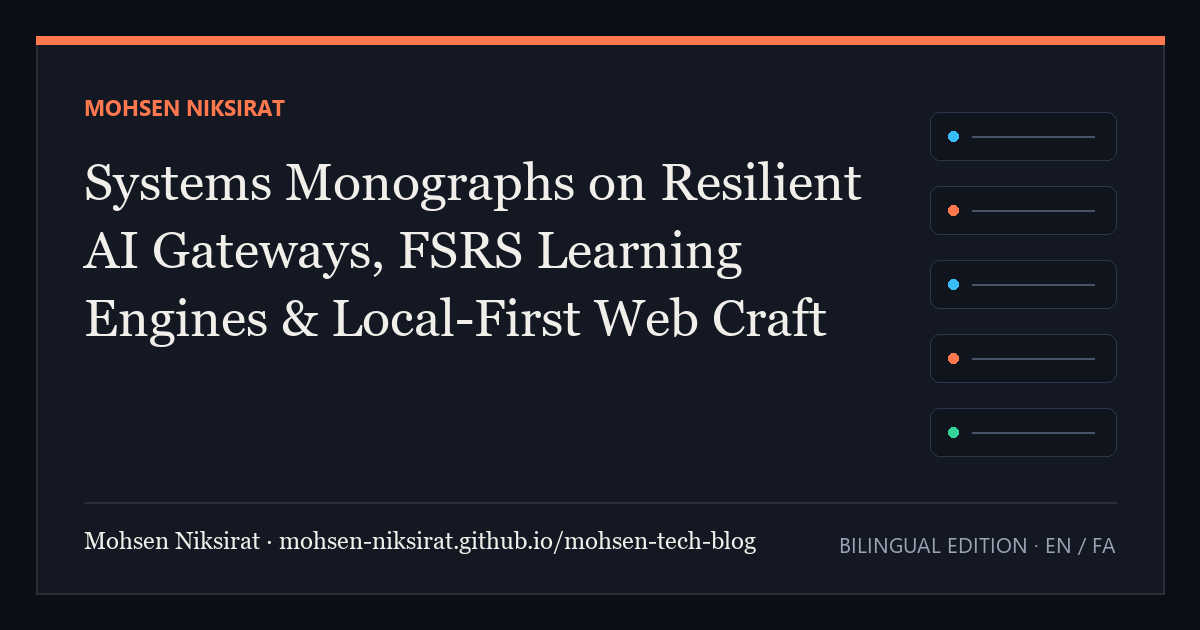 MOHSEN NIKSIRAT
Systems Monographs on Resilient
AI Gateways, FSRS Learning
Engines & Local-First Web Craft
Mohsen Niksirat · mohsen-niksirat.github.io/mohsen-tech-blog
BILINGUAL EDITION · EN / FA